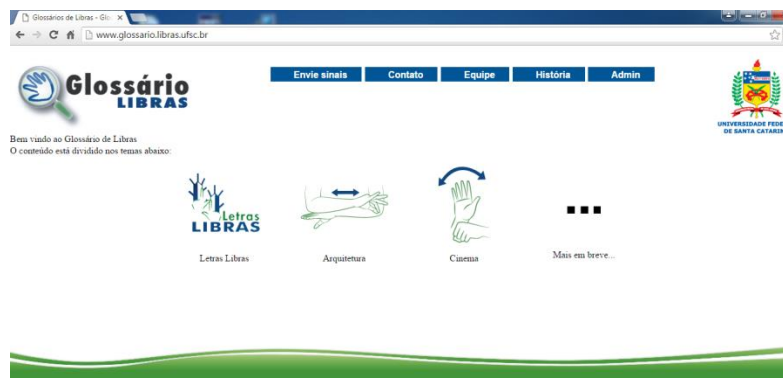 Glossários de Libras - Glo
www.glossario.libras.ufsc.br
Glossário
LIBRAS
Envie sinais Contato Equipe História Admin
UNIVERSIDADE FEDE
DE SANTA CATARIN
Bem vindo ao Glossário de Libras
O conteúdo está dividido nos temas abaixo:
Letras
LIBRAS
...
Letras Libras Arquitetura Cinema Mais em breve...